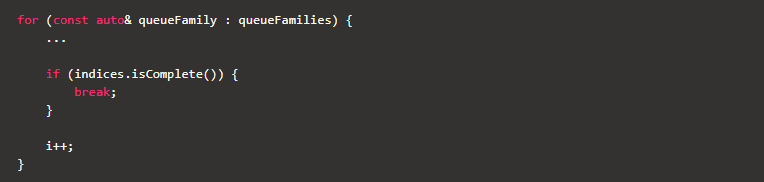 for (const auto& queueFamily : queueFamilies) {
    ...

    if (indices.isComplete()) {
        break;
    }

    i++;
}